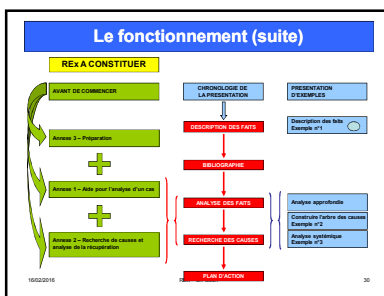 Le fonctionnement (suite)
REx A CONSTITUER
AVANT DE COMMENCER
CHRONOLOGIE DE
LA PRESENTATION
PRESENTATION
D'EXEMPLES
DESCRIPTION DES FAITS
Description des faits
Exemple n°1
Annexe 3 – Préparation
BIBLIOGRAPHIE
Annexe 1 – Aide pour l'analyse d'un cas
ANALYSE DES FAITS
Analyse approfondie
Construire l'arbre des causes
Exemple n°2
Annexe 2 – Recherche de causes et
analyse de la récupération
RECHERCHE DES CAUSES
Analyse systémique
Exemple n°3
PLAN D'ACTION
16/02/2016
30